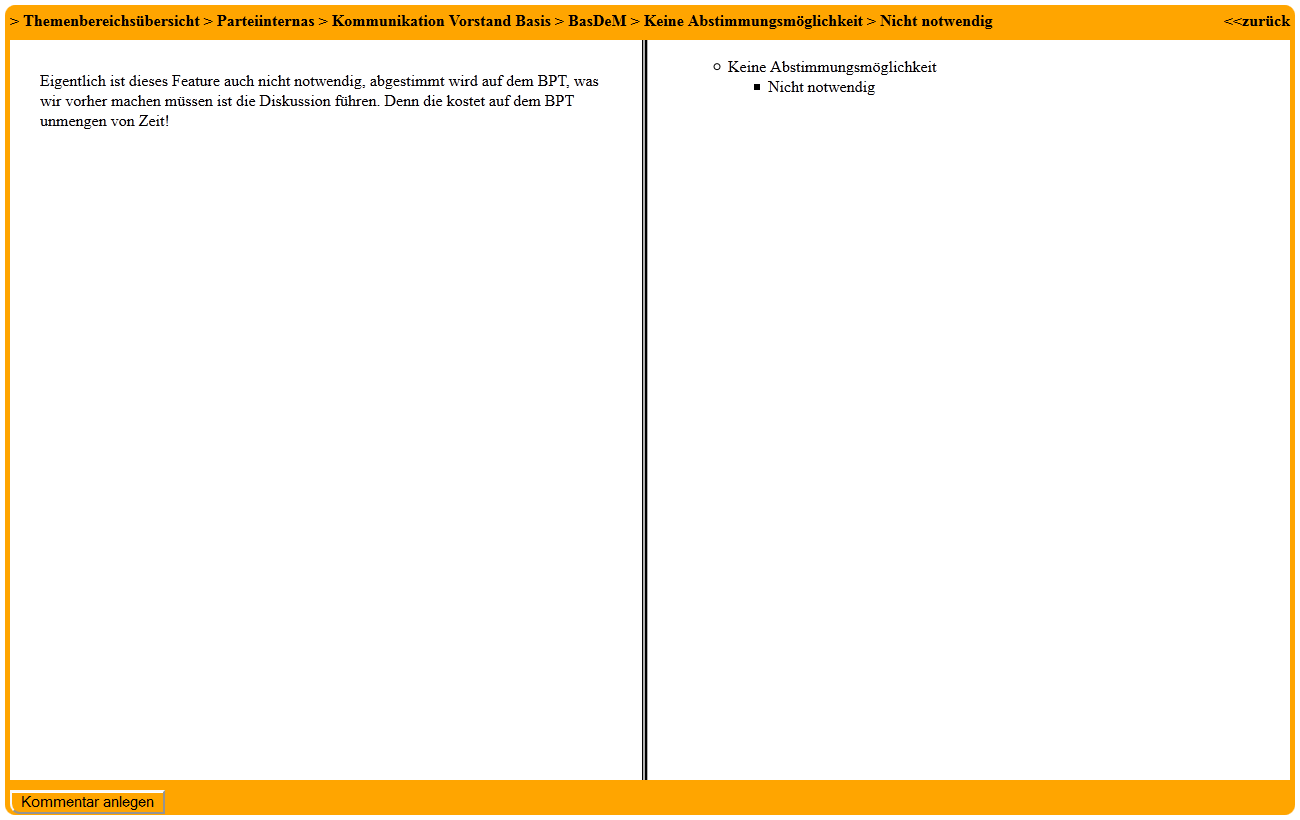 > Themenbereichsübersicht > Parteiinternas > Kommunikation Vorstand Basis > BasDeM > Keine Abstimmungsmöglichkeit > Nicht notwendig
<<zurück
Eigentlich ist dieses Feature auch nicht notwendig, abgestimmt wird auf dem BPT, was
wir vorher machen müssen ist die Diskussion führen. Denn die kostet auf dem BPT
unmengen von Zeit!
Keine Abstimmungsmöglichkeit
Nicht notwendig
Kommentar anlegen